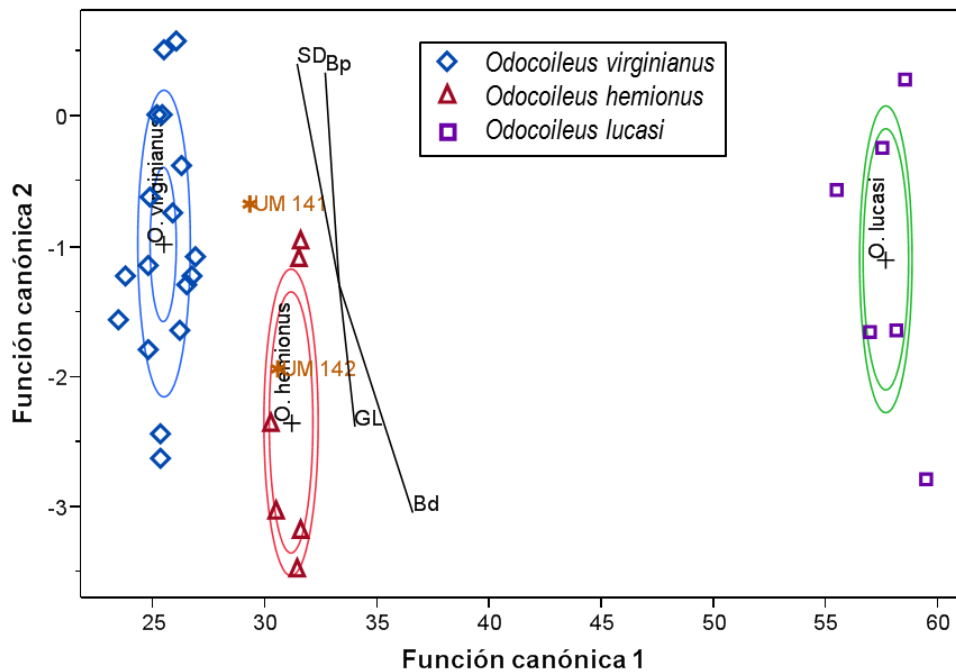 Odocoileus virginianus
Odocoileus hemionus
Odocoileus lucasi
SD
Bp
O. virginianus
UM 141
O. hemionus
UM 142
GL
Bd
O. lucasi
0
-1
-2
-3
Función canónica 2
25
30
35
40
45
50
55
60
Función canónica 1